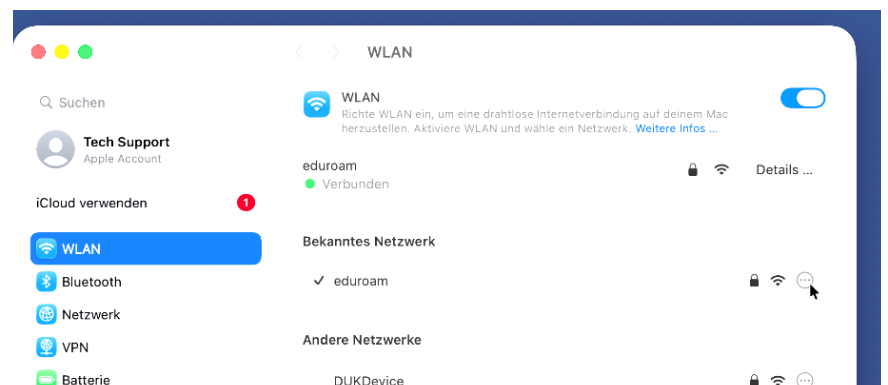 WLAN
Suchen
Tech Support
Apple Account
iCloud verwenden
1
WLAN
Bluetooth
Netzwerk
VPN
Batterie
WLAN
Richte WLAN ein, um eine drahtlose Internetverbindung auf deinem Mac
herzustellen. Aktiviere WLAN und wähle ein Netzwerk. Weitere Infos ...
eduroam
Verbunden
Details ...
Bekanntes Netzwerk
eduroam
Andere Netzwerke
DUKDevice